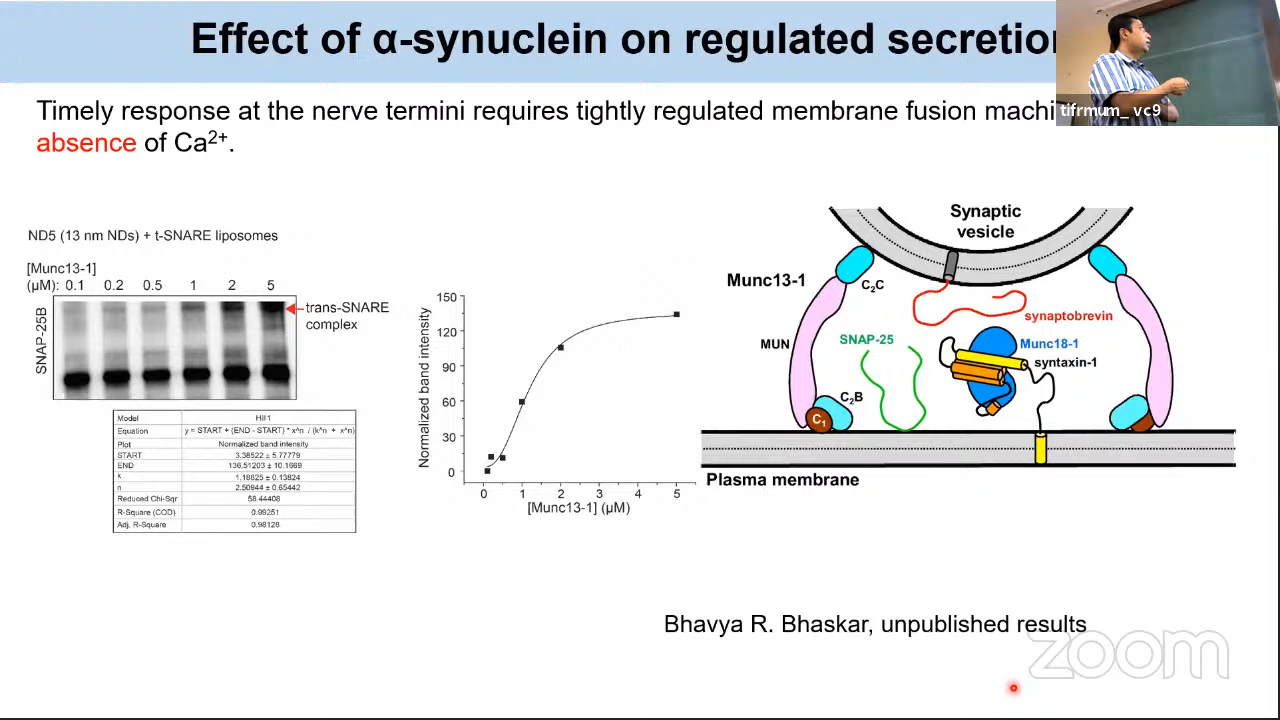 Effect of α-synuclein on regulated secretion
tifrmum_ vc9
Timely response at the nerve termini requires tightly regulated membrane fusion machi
absence of Ca²⁺.
ND5 (13 nm NDs) + t-SNARE liposomes
[Munc13-1]
(μM): 0.1 0.2 0.5 1 2 5
SNAP-25B
trans-SNARE
complex
Model Hill1
Equation y = START + (END - START) * x^n / (k^n + x^n)
Plot Normalized band intensity
START 3.38522 ± 5.77779
END 136.51203 ± 10.1669
k 1.18825 ± 0.13824
n 2.50944 ± 0.65442
Reduced Chi-Sqr 58.44408
R-Square (COD) 0.99251
Adj. R-Square 0.98128
Normalized band intensity
150
120
90
60
30
0
0 1 2 3 4 5
[Munc13-1] (μM)
Synaptic
vesicle
Munc13-1
C₂C
synaptobrevin
MUN
SNAP-25
Munc18-1
syntaxin-1
C₂B
C₁
Plasma membrane
Bhavya R. Bhaskar, unpublished results
zoom